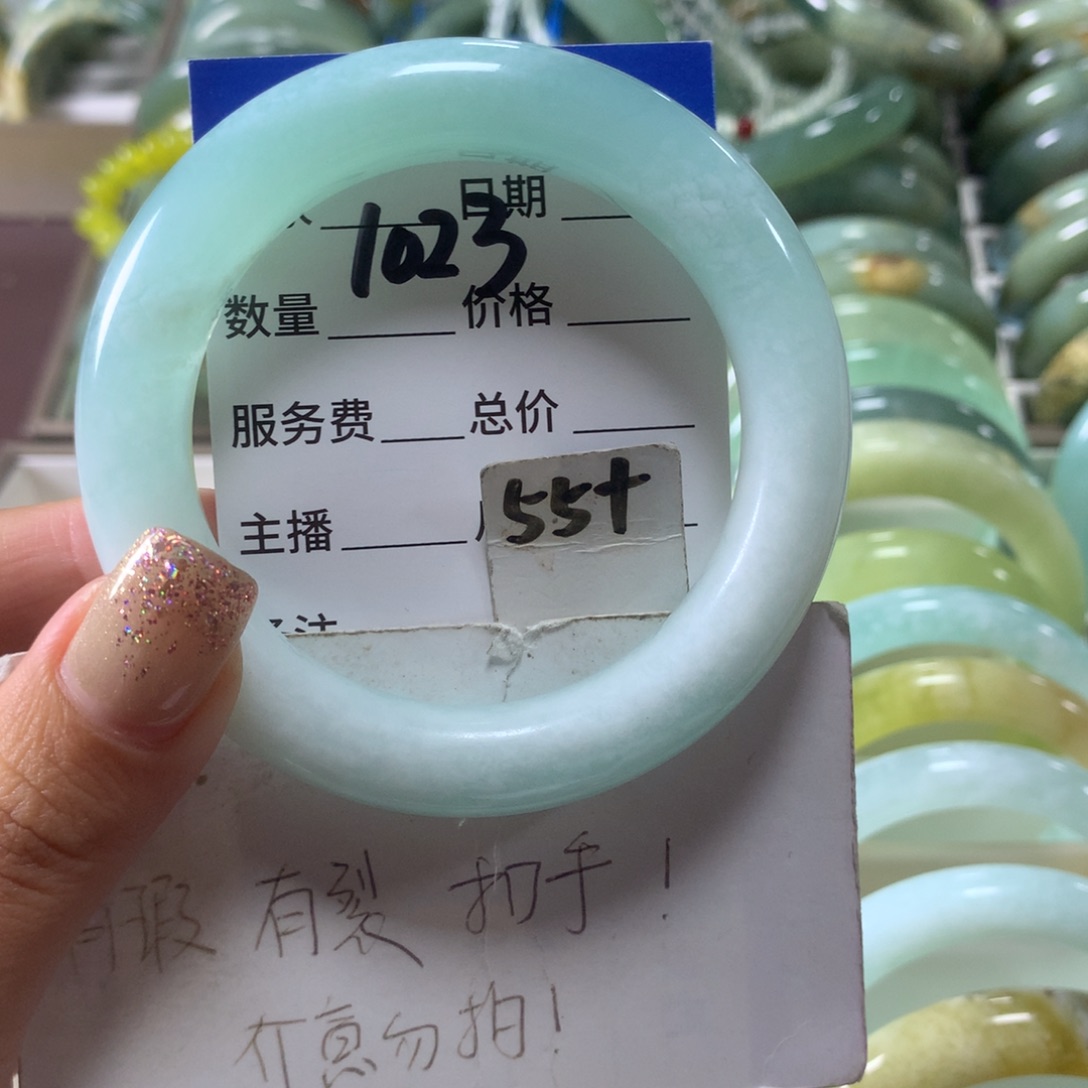 日期
1023
数量 价格
服务费 总价
主播
55+
有瑕 有裂 扣手！
介意勿拍！